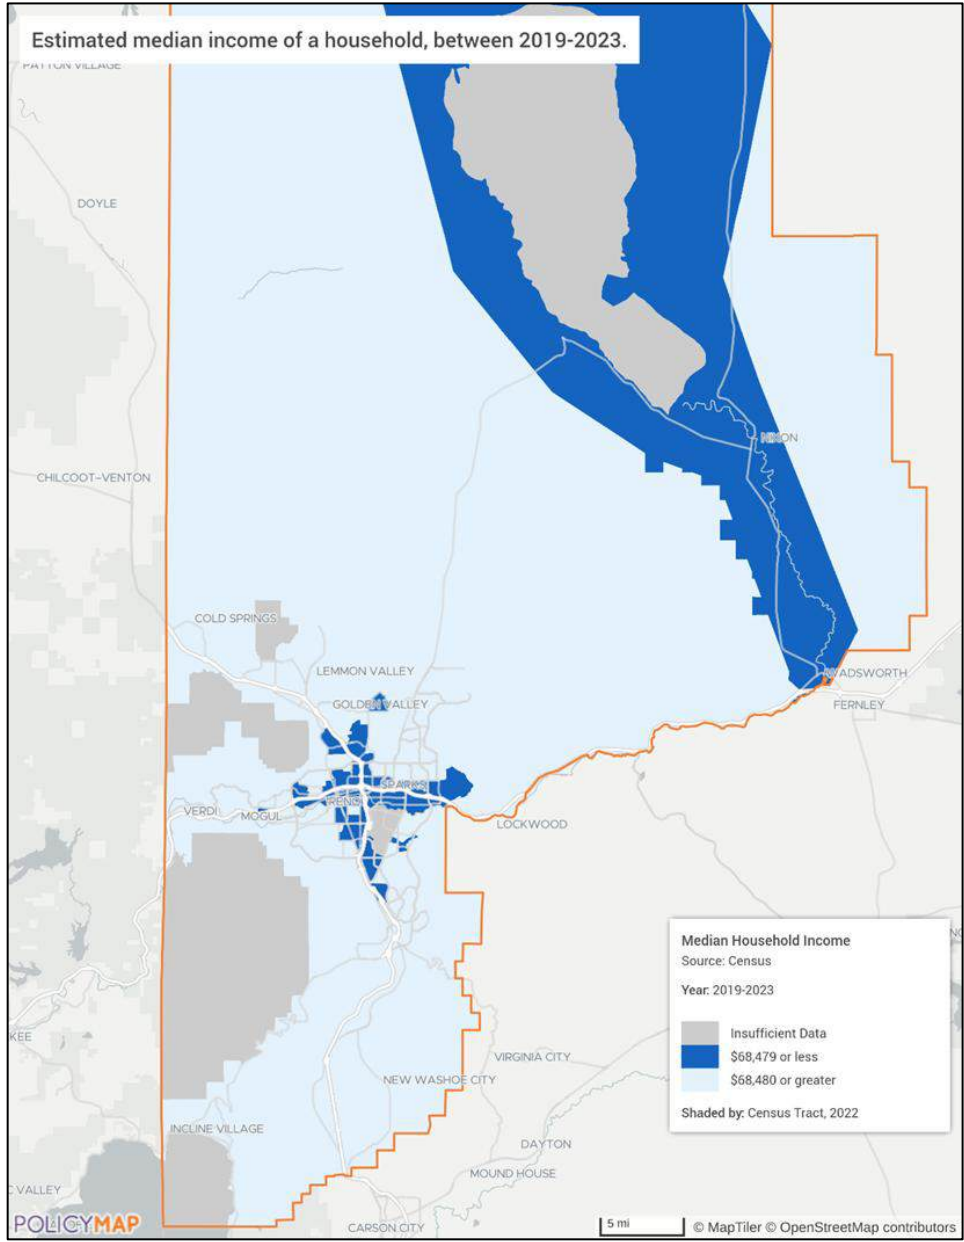 Estimated median income of a household, between 2019-2023.
PATTON VILLAGE
DOYLE
NIXON
CHILCOOT-VENTON
COLD SPRINGS
LEMMON VALLEY
WADSWORTH
GOLDEN VALLEY
FERNLEY
SPARKS
RENO
VERDI
MOGUL
LOCKWOOD
Median Household Income
Source: Census
Year: 2019-2023
Insufficient Data
$68,479 or less
$68,480 or greater
Shaded by: Census Tract, 2022
KEE
VIRGINIA CITY
NEW WASHOE CITY
INCLINE VILLAGE
DAYTON
MOUND HOUSE
C VALLEY
CARSON CITY
POLICYMAP
5 mi
© MapTiler © OpenStreetMap contributors